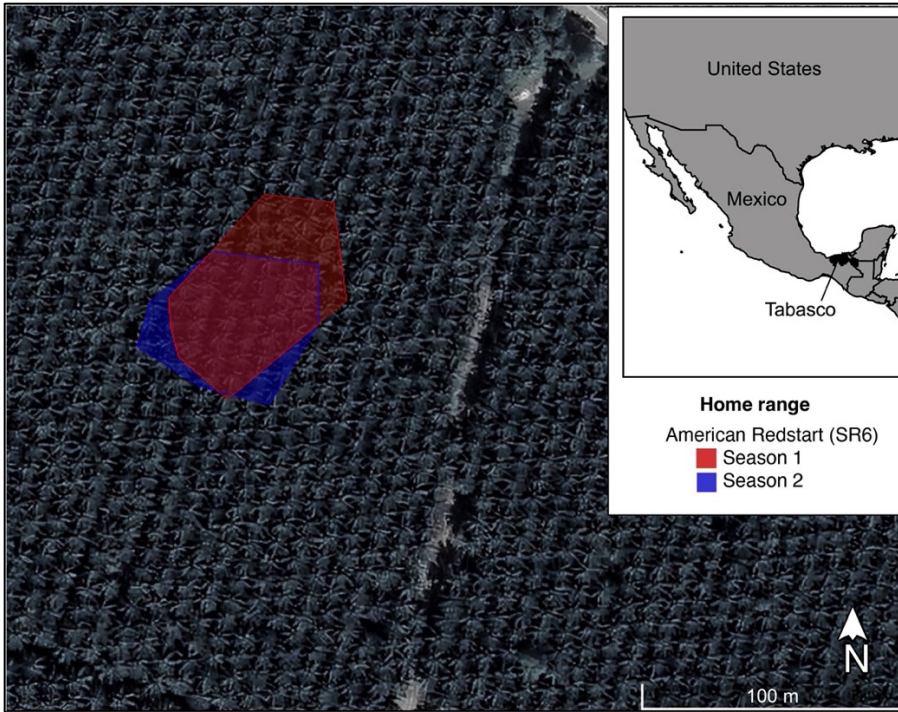 United States
Mexico
Tabasco
Home range
American Redstart (SR6)
Season 1
Season 2
N
100 m